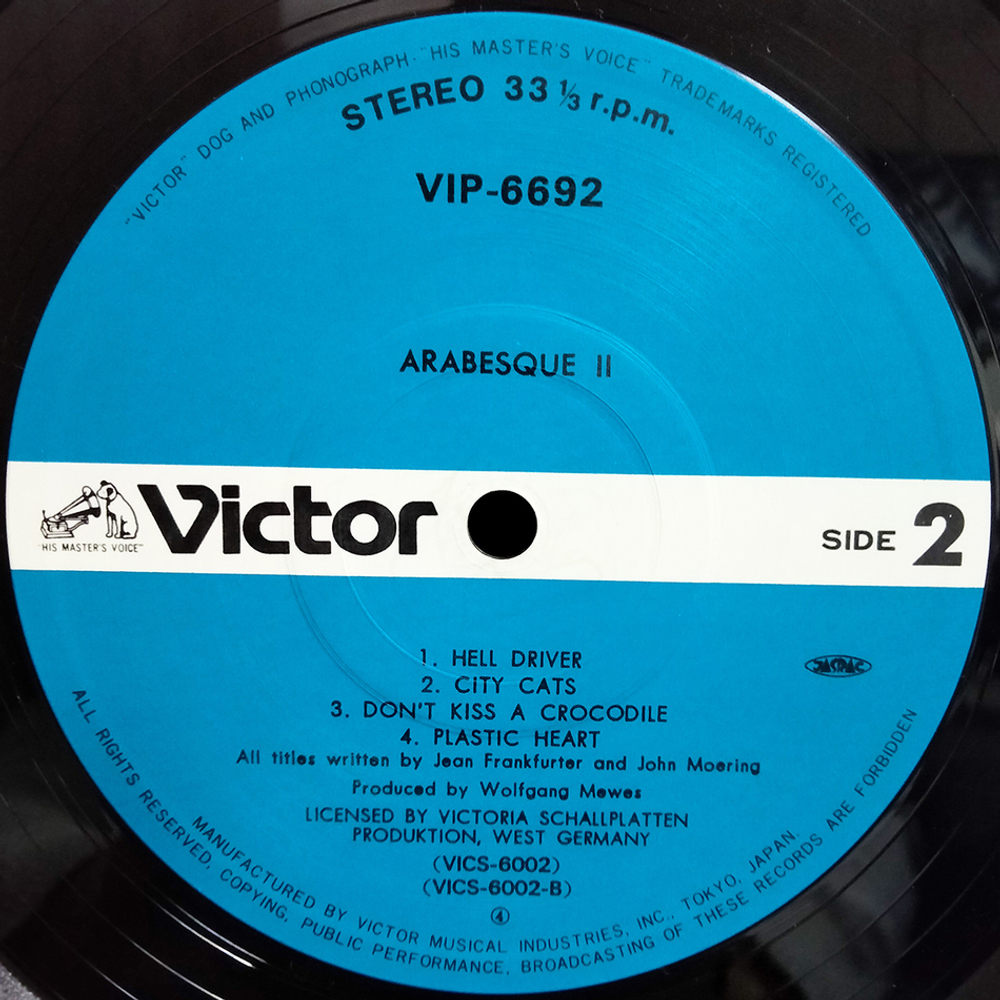 "VICTOR" DOG AND PHONOGRAPH · "HIS MASTER'S VOICE" TRADEMARKS REGISTERED
STEREO 33 ⅓ r.p.m.
VIP-6692
ARABESQUE II
"HIS MASTER'S VOICE"
Victor
SIDE 2
1. HELL DRIVER
2. CITY CATS
3. DON'T KISS A CROCODILE
4. PLASTIC HEART
JASRAC
All titles written by Jean Frankfurter and John Moering
Produced by Wolfgang Mewes
LICENSED BY VICTORIA SCHALLPLATTEN
PRODUKTION, WEST GERMANY
(VICS-6002)
(VICS-6002-B)
④
MANUFACTURED BY VICTOR MUSICAL INDUSTRIES, INC., TOKYO, JAPAN.
ALL RIGHTS RESERVED, COPYING, PUBLIC PERFORMANCE, BROADCASTING OF THESE RECORDS ARE FORBIDDEN